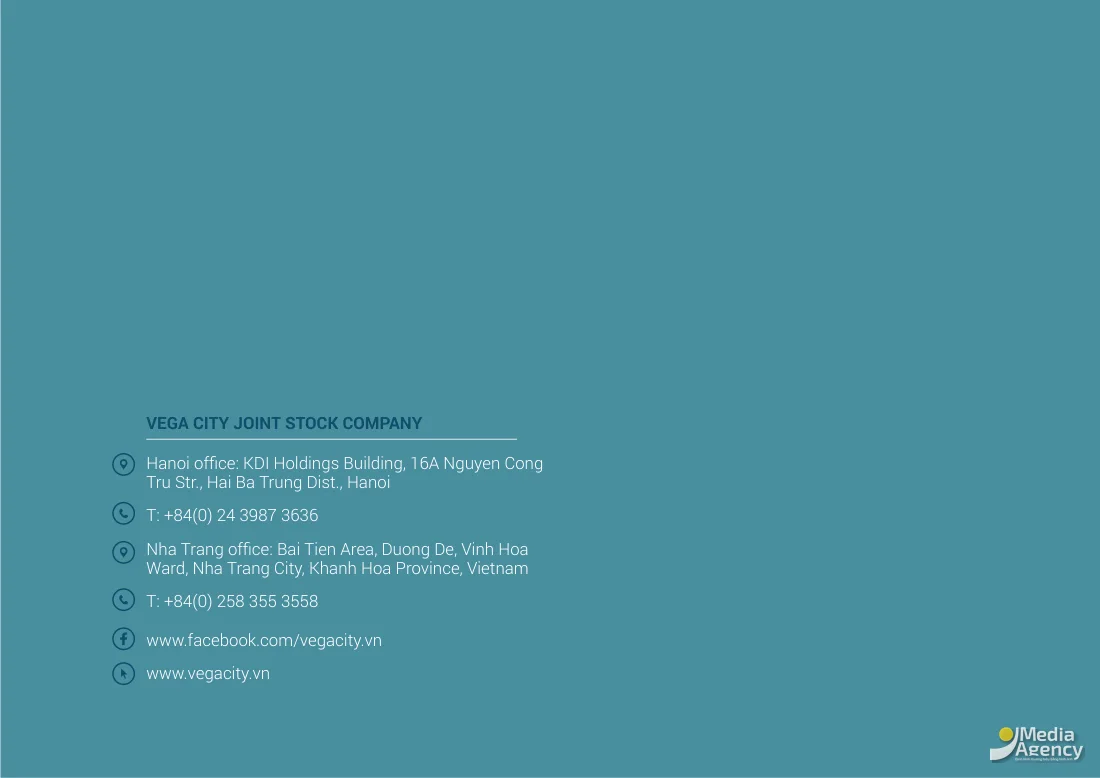 VEGA CITY JOINT STOCK COMPANY
Hanoi office: KDI Holdings Building, 16A Nguyen Cong
Tru Str., Hai Ba Trung Dist., Hanoi
T: +84(0) 24 3987 3636
Nha Trang office: Bai Tien Area, Duong De, Vinh Hoa
Ward, Nha Trang City, Khanh Hoa Province, Vietnam
T: +84(0) 258 355 3558
www.facebook.com/vegacity.vn
www.vegacity.vn
Media
Agency